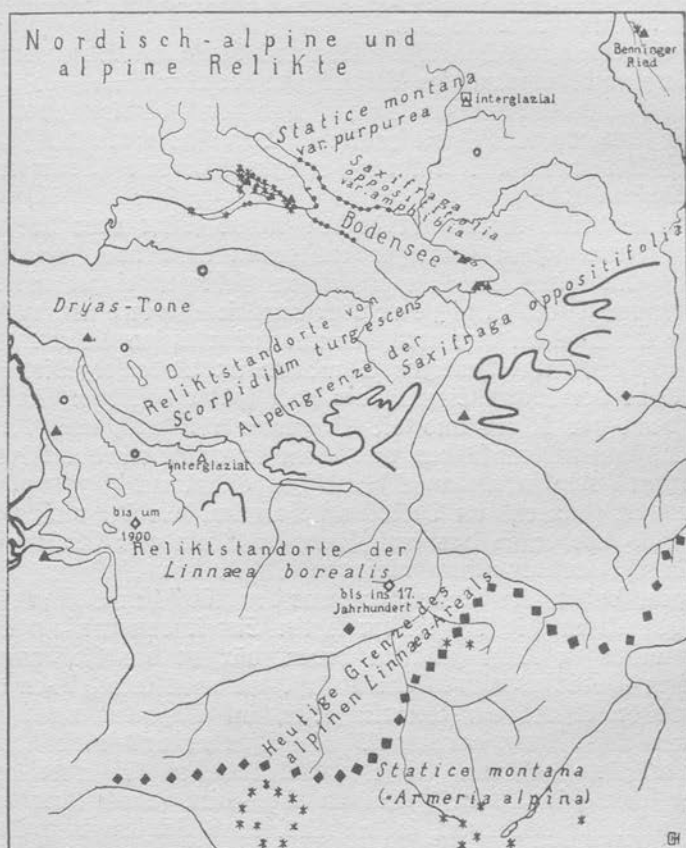 Nordisch-alpine und
alpine Relikte
Benninger
Ried
interglazial
Statice montana
var. purpurea
Saxifraga
oppositifolia
var. amphibia
Bodensee
Dryas-Tone
Reliktstandorte von
Scorpidium turgescens
Alpengrenze der
Saxifraga oppositifolia
interglazial
bis um
1900
Reliktstandorte der
Linnaea borealis
bis ins 17.
Jahrhundert
Heutige Grenze des
alpinen Linnaea-Areals
Statice montana
(=Armeria alpina)